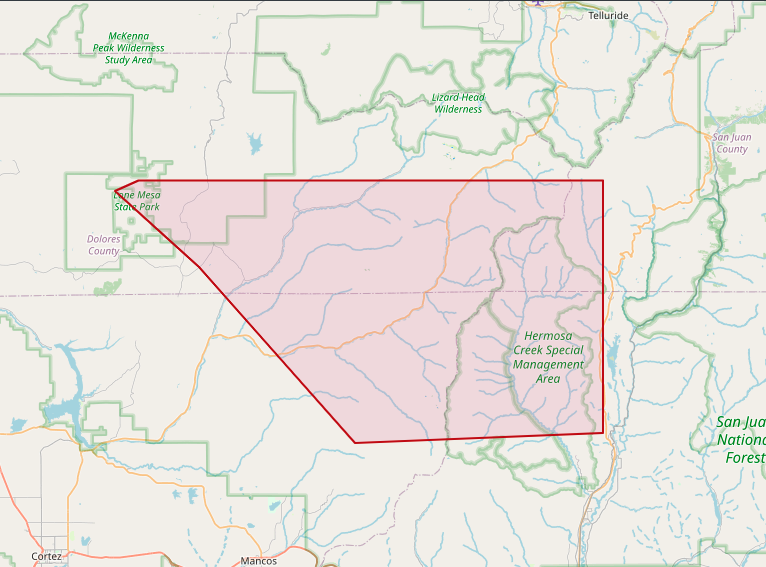 Telluride
McKenna
Peak Wilderness
Study Area
Lizard Head
Wilderness
San Juan
County
Lone Mesa
State Park
Dolores
County
Hermosa
Creek Special
Management
Area
San Jua
Nationa
Forest
Cortez
Mancos